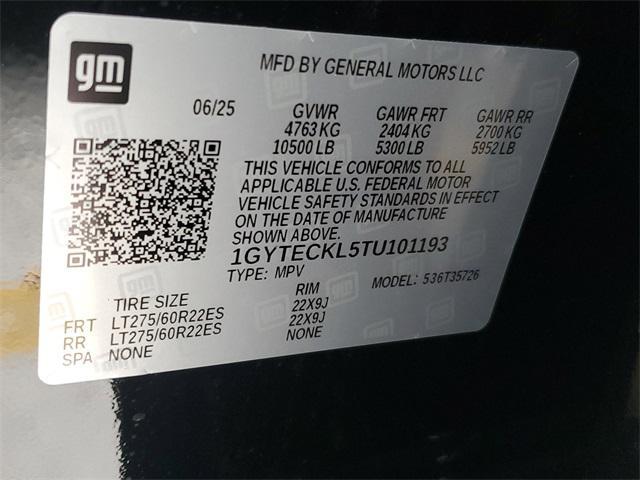 gm
MFD BY GENERAL MOTORS LLC
06/25 GVWR GAWR FRT GAWR RR
4763 KG 2404 KG 2700 KG
10500 LB 5300 LB 5952 LB
THIS VEHICLE CONFORMS TO ALL
APPLICABLE U.S. FEDERAL MOTOR
VEHICLE SAFETY STANDARDS IN EFFECT
ON THE DATE OF MANUFACTURE
SHOWN ABOVE.
1GYTECKL5TU101193
TYPE: MPV MODEL: 536T35726
TIRE SIZE RIM
FRT LT275/60R22ES 22X9J
RR LT275/60R22ES 22X9J
SPA NONE NONE